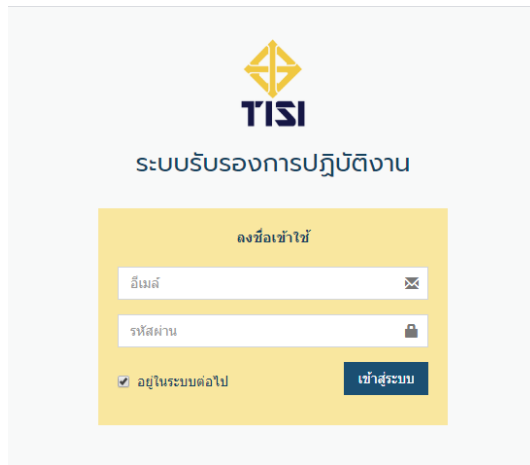 TISI
ระบบรับรองการปฏิบัติงาน
ลงชื่อเข้าใช้
อีเมล์
รหัสผ่าน
อยู่ในระบบต่อไป
เข้าสู่ระบบ